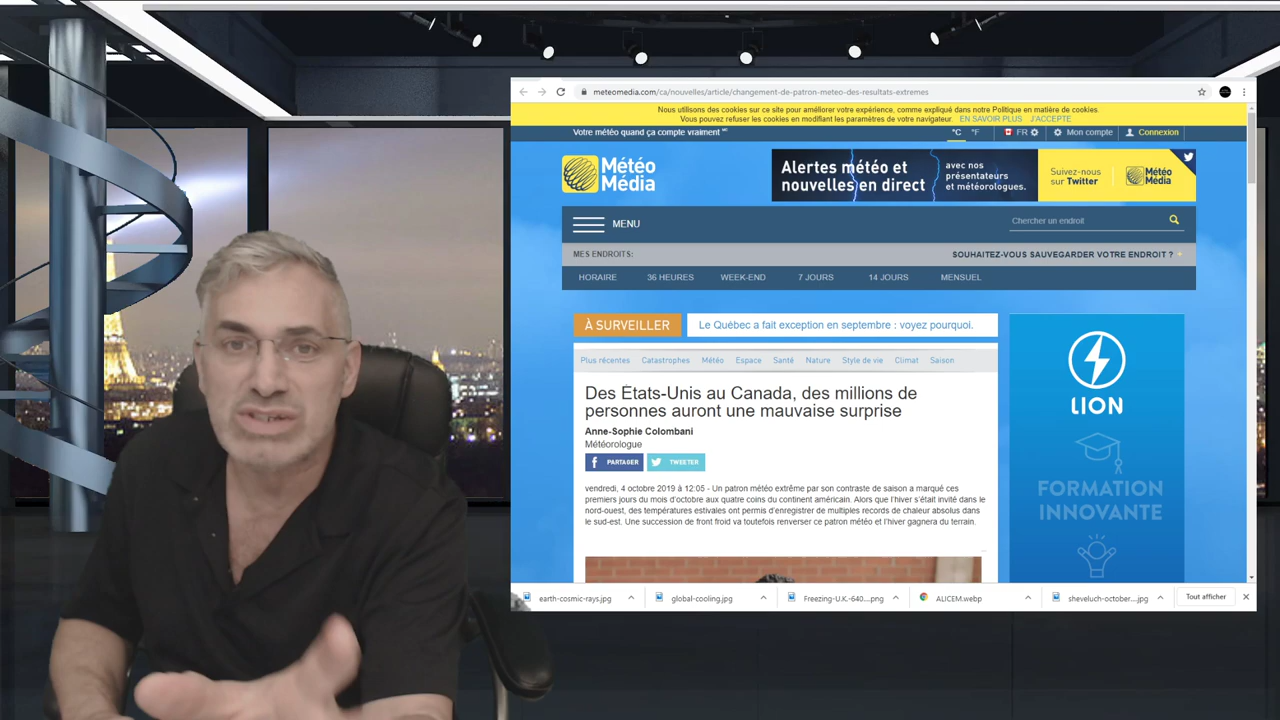 meteomedia.com/ca/nouvelles/article/changement-de-patron-meteo-des-resultats-extremes
Nous utilisons des cookies sur ce site pour améliorer votre expérience, comme expliqué dans notre Politique en matière de cookies.
Vous pouvez refuser les cookies en modifiant les paramètres de votre navigateur. EN SAVOIR PLUS J'ACCEPTE
Votre météo quand ça compte vraiment MC
°C °F FR Mon compte Connexion
Météo
Média
Alertes météo et
nouvelles en direct
avec nos
présentateurs
et météorologues.
Suivez-nous
sur Twitter
Météo
Média
MENU
Chercher un endroit
MES ENDROITS:
SOUHAITEZ-VOUS SAUVEGARDER VOTRE ENDROIT ?
HORAIRE 36 HEURES WEEK-END 7 JOURS 14 JOURS MENSUEL
À SURVEILLER
Le Québec a fait exception en septembre : voyez pourquoi.
Plus récentes Catastrophes Météo Espace Santé Nature Style de vie Climat Saison
Des États-Unis au Canada, des millions de
personnes auront une mauvaise surprise
Anne-Sophie Colombani
Météorologue
PARTAGER TWEETER
vendredi, 4 octobre 2019 à 12:05 - Un patron météo extrême par son contraste de saison a marqué ces
premiers jours du mois d'octobre aux quatre coins du continent américain. Alors que l'hiver s'était invité dans le
nord-ouest, des températures estivales ont permis d'enregistrer de multiples records de chaleur absolus dans
le sud-est. Une succession de front froid va toutefois renverser ce patron météo et l'hiver gagnera du terrain.
LION
FORMATION
INNOVANTE
earth-cosmic-rays.jpg
global-cooling.jpg
Freezing-U.K.-640....png
ALICEM.webp
sheveluch-october....jpg
Tout afficher